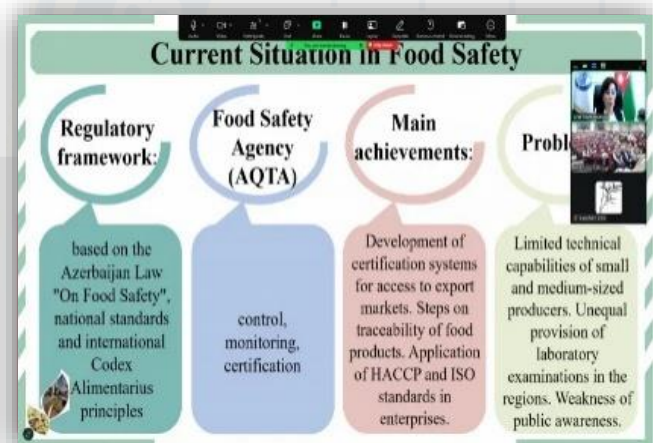 Current Situation in Food Safety
Regulatory
framework:
Food Safety
Agency
(AQTA)
Main
achievements:
based on the
Azerbaijan Law
"On Food Safety",
national standards
and international
Codex
Alimentarius
principles
control,
monitoring,
certification
Development of
certification systems
for access to export
markets. Steps on
traceability of food
products. Application
of HACCP and ISO
standards in
enterprises.
Limited technical
capabilities of small
and medium-sized
producers. Unequal
provision of
laboratory
examinations in the
regions. Weakness of
public awareness.